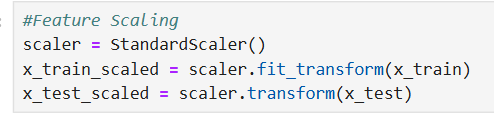 #Feature Scaling
scaler = StandardScaler()
x_train_scaled = scaler.fit_transform(x_train)
x_test_scaled = scaler.transform(x_test)